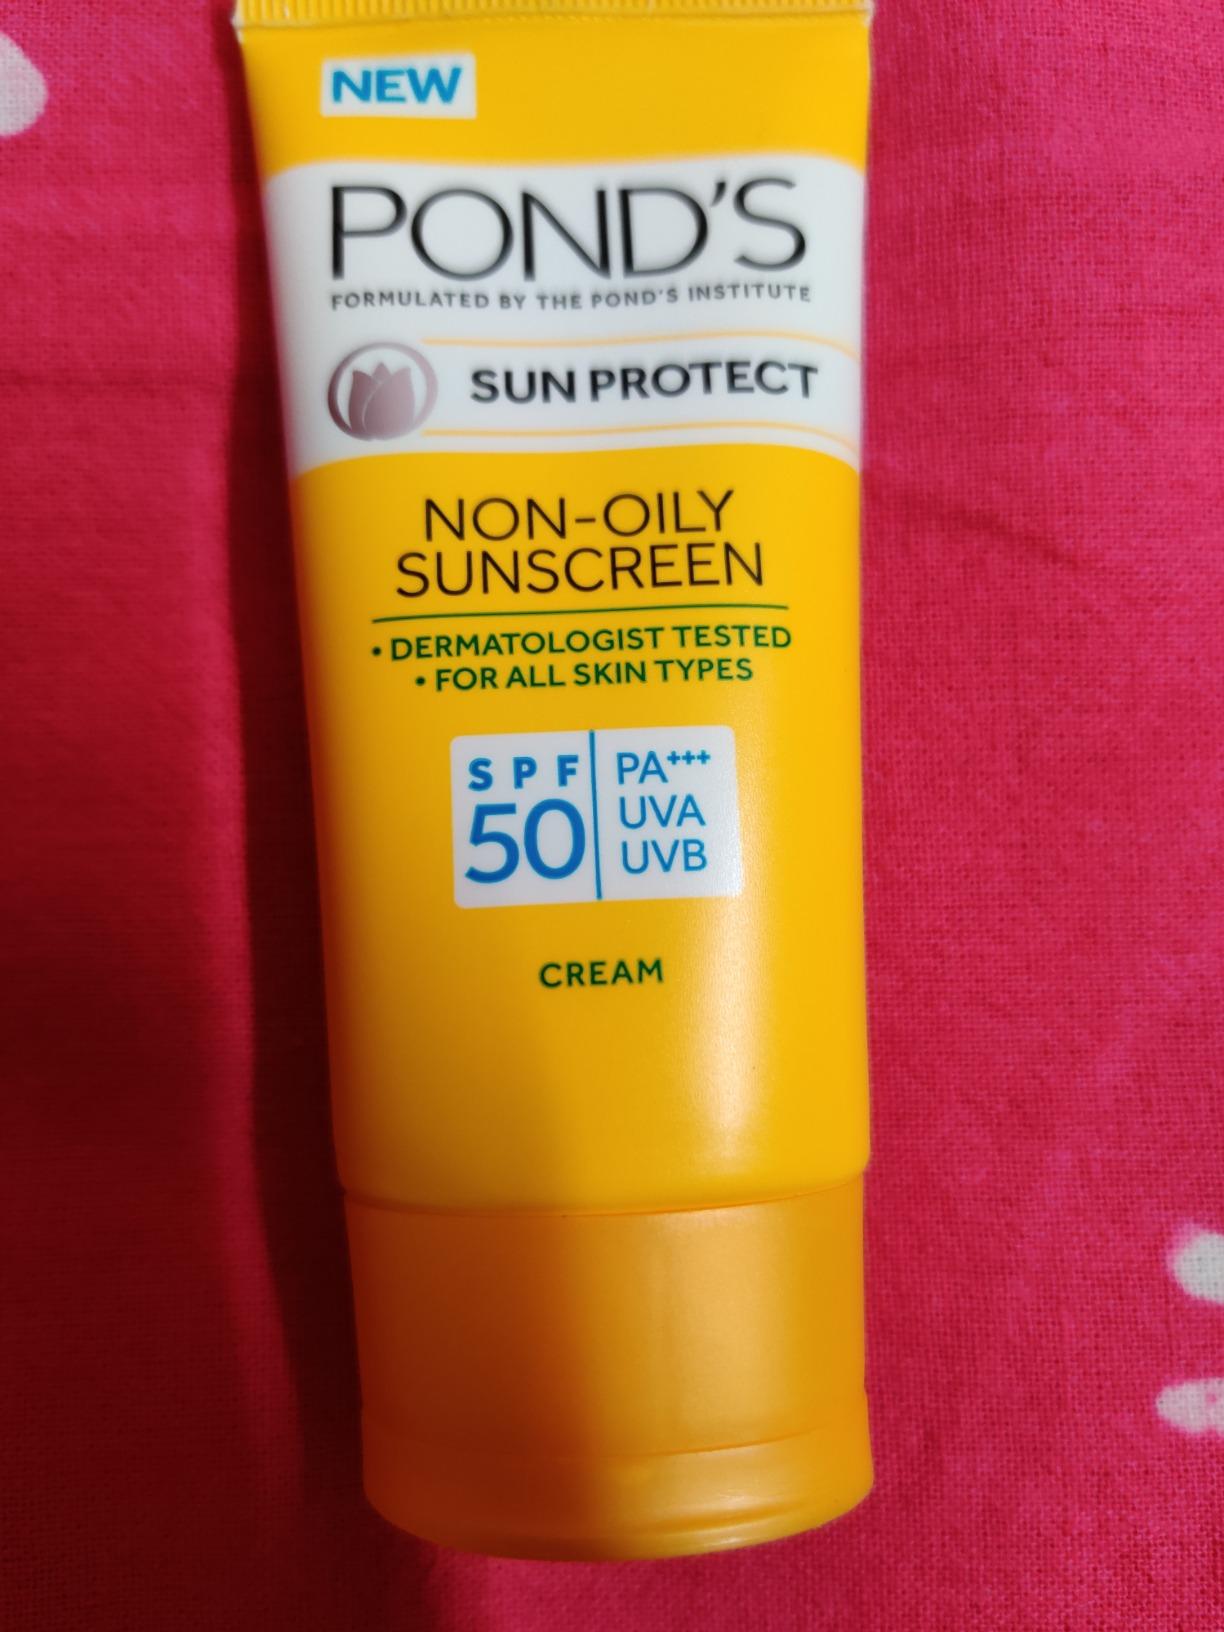 NEW
POND'S
FORMULATED BY THE POND'S INSTITUTE
SUN PROTECT
NON-OILY
SUNSCREEN
• DERMATOLOGIST TESTED
• FOR ALL SKIN TYPES
SPF
50
PA+++
UVA
UVB
CREAM